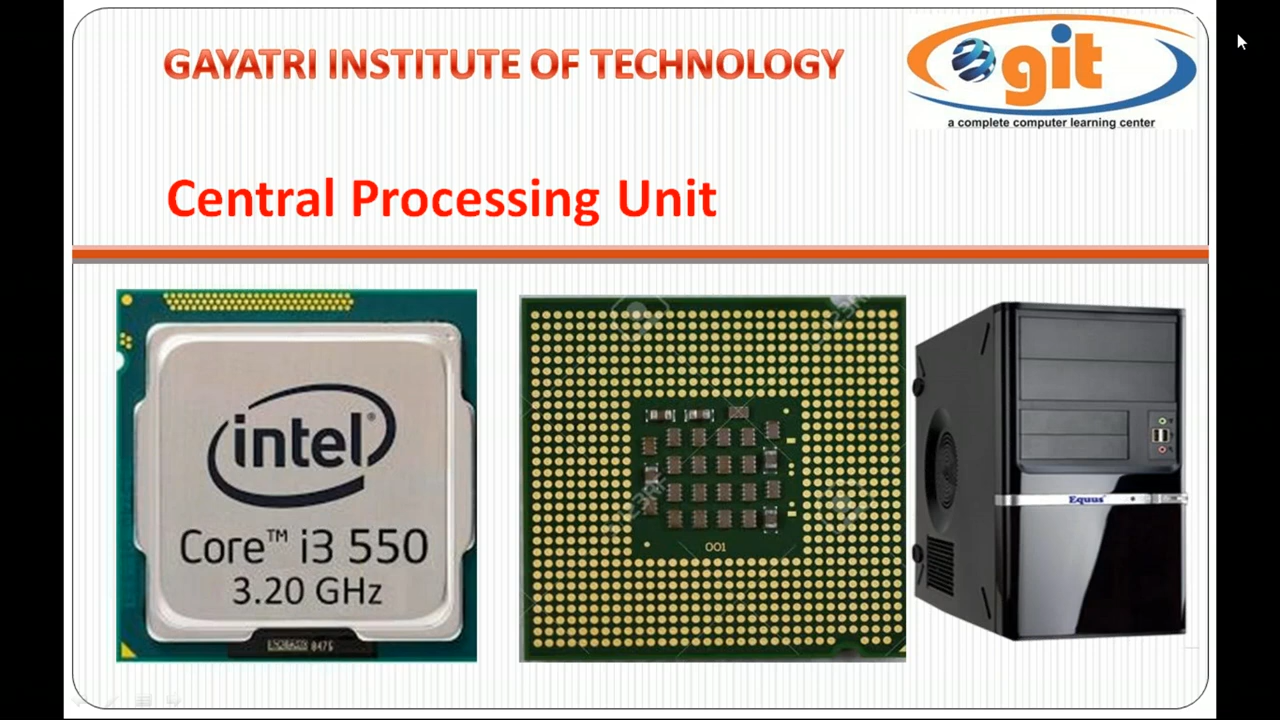 GAYATRI INSTITUTE OF TECHNOLOGY
git
a complete computer learning center
Central Processing Unit
intel®
Core™ i3 550
3.20 GHz
001
123RF
Equus